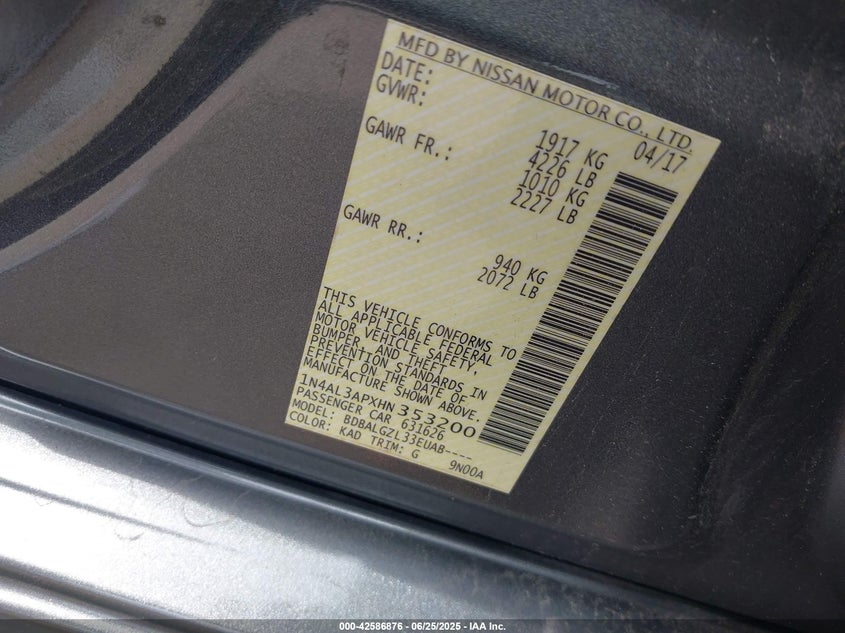 MFD BY NISSAN MOTOR CO., LTD.
DATE: 04/17
GVWR: 1917 KG
4226 LB
GAWR FR.: 1010 KG
2227 LB
GAWR RR.: 940 KG
2072 LB
THIS VEHICLE CONFORMS TO
ALL APPLICABLE FEDERAL
MOTOR VEHICLE SAFETY,
BUMPER, AND THEFT
PREVENTION STANDARDS IN
EFFECT ON THE DATE OF
MANUFACTURE SHOWN ABOVE.
1N4AL3APXHN353200
PASSENGER CAR 631626
MODEL: BDBALGZL33EUAB----
COLOR: KAD TRIM: G 9N00A
000-42586876 - 06/25/2025 - IAA Inc.